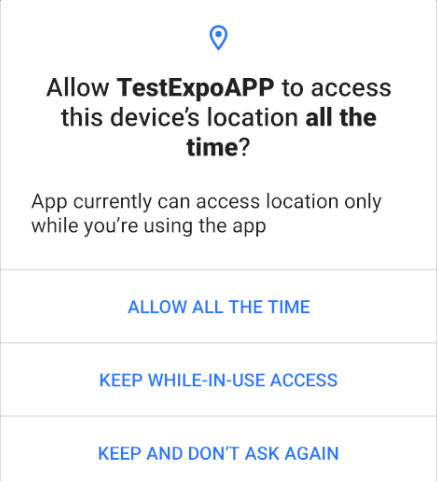 Allow TestExpoAPP to access
this device’s location all the
time?
App currently can access location only
while you’re using the app
ALLOW ALL THE TIME
KEEP WHILE-IN-USE ACCESS
KEEP AND DON’T ASK AGAIN